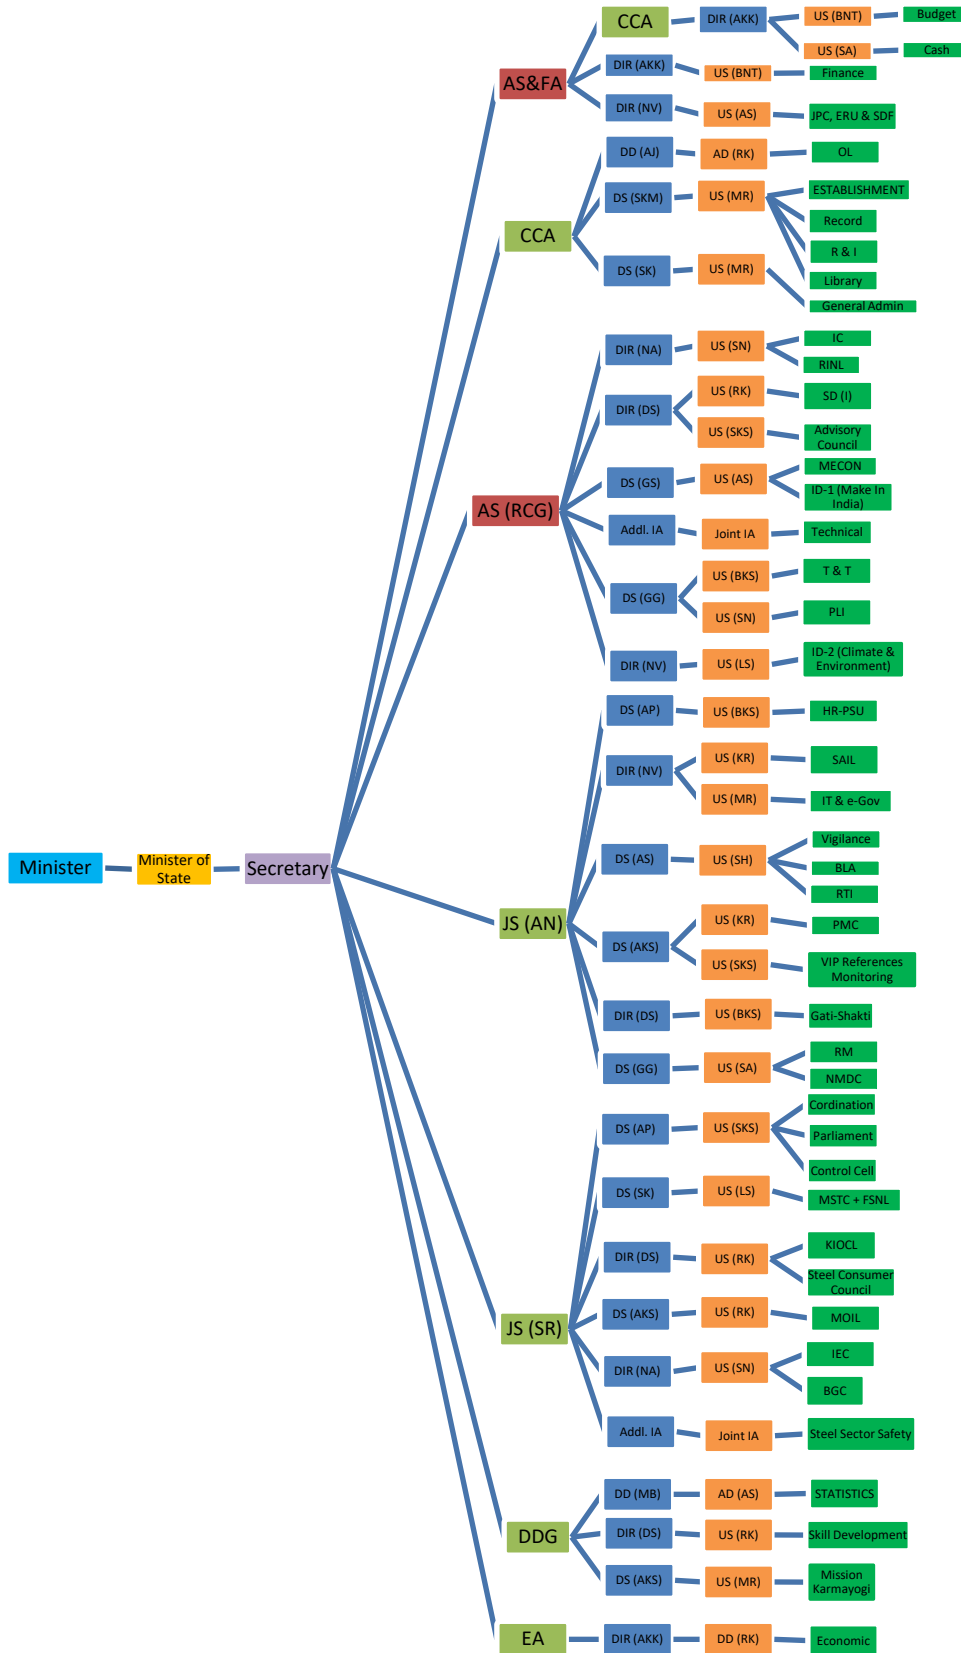 CCA
DIR (AKK)
US (BNT)
Budget
US (SA)
Cash
AS&FA
DIR (AKK)
US (BNT)
Finance
DIR (NV)
US (AS)
JPC, ERU & SDF
DD (AJ)
AD (RK)
OL
CCA
DS (SKM)
US (MR)
ESTABLISHMENT
Record
R & I
Library
DS (SK)
US (MR)
General Admin
DIR (NA)
US (SN)
IC
RINL
DIR (DS)
US (RK)
SD (I)
US (SKS)
Advisory
Council
AS (RCG)
DS (GS)
US (AS)
MECON
ID-1 (Make In
India)
Addl. IA
Joint IA
Technical
DS (GG)
US (BKS)
T & T
US (SN)
PLI
DIR (NV)
US (LS)
ID-2 (Climate &
Environment)
DS (AP)
US (BKS)
HR-PSU
DIR (NV)
US (KR)
SAIL
US (MR)
IT & e-Gov
Minister
Minister of
State
Secretary
DS (AS)
US (SH)
Vigilance
BLA
RTI
JS (AN)
DS (AKS)
US (KR)
PMC
US (SKS)
VIP References
Monitoring
DIR (DS)
US (BKS)
Gati-Shakti
DS (GG)
US (SA)
RM
NMDC
DS (AP)
US (SKS)
Cordination
Parliament
Control Cell
DS (SK)
US (LS)
MSTC + FSNL
DIR (DS)
US (RK)
KIOCL
Steel Consumer
Council
JS (SR)
DS (AKS)
US (RK)
MOIL
DIR (NA)
US (SN)
IEC
BGC
Addl. IA
Joint IA
Steel Sector Safety
DD (MB)
AD (AS)
STATISTICS
DDG
DIR (DS)
US (RK)
Skill Development
DS (AKS)
US (MR)
Mission
Karmayogi
EA
DIR (AKK)
DD (RK)
Economic